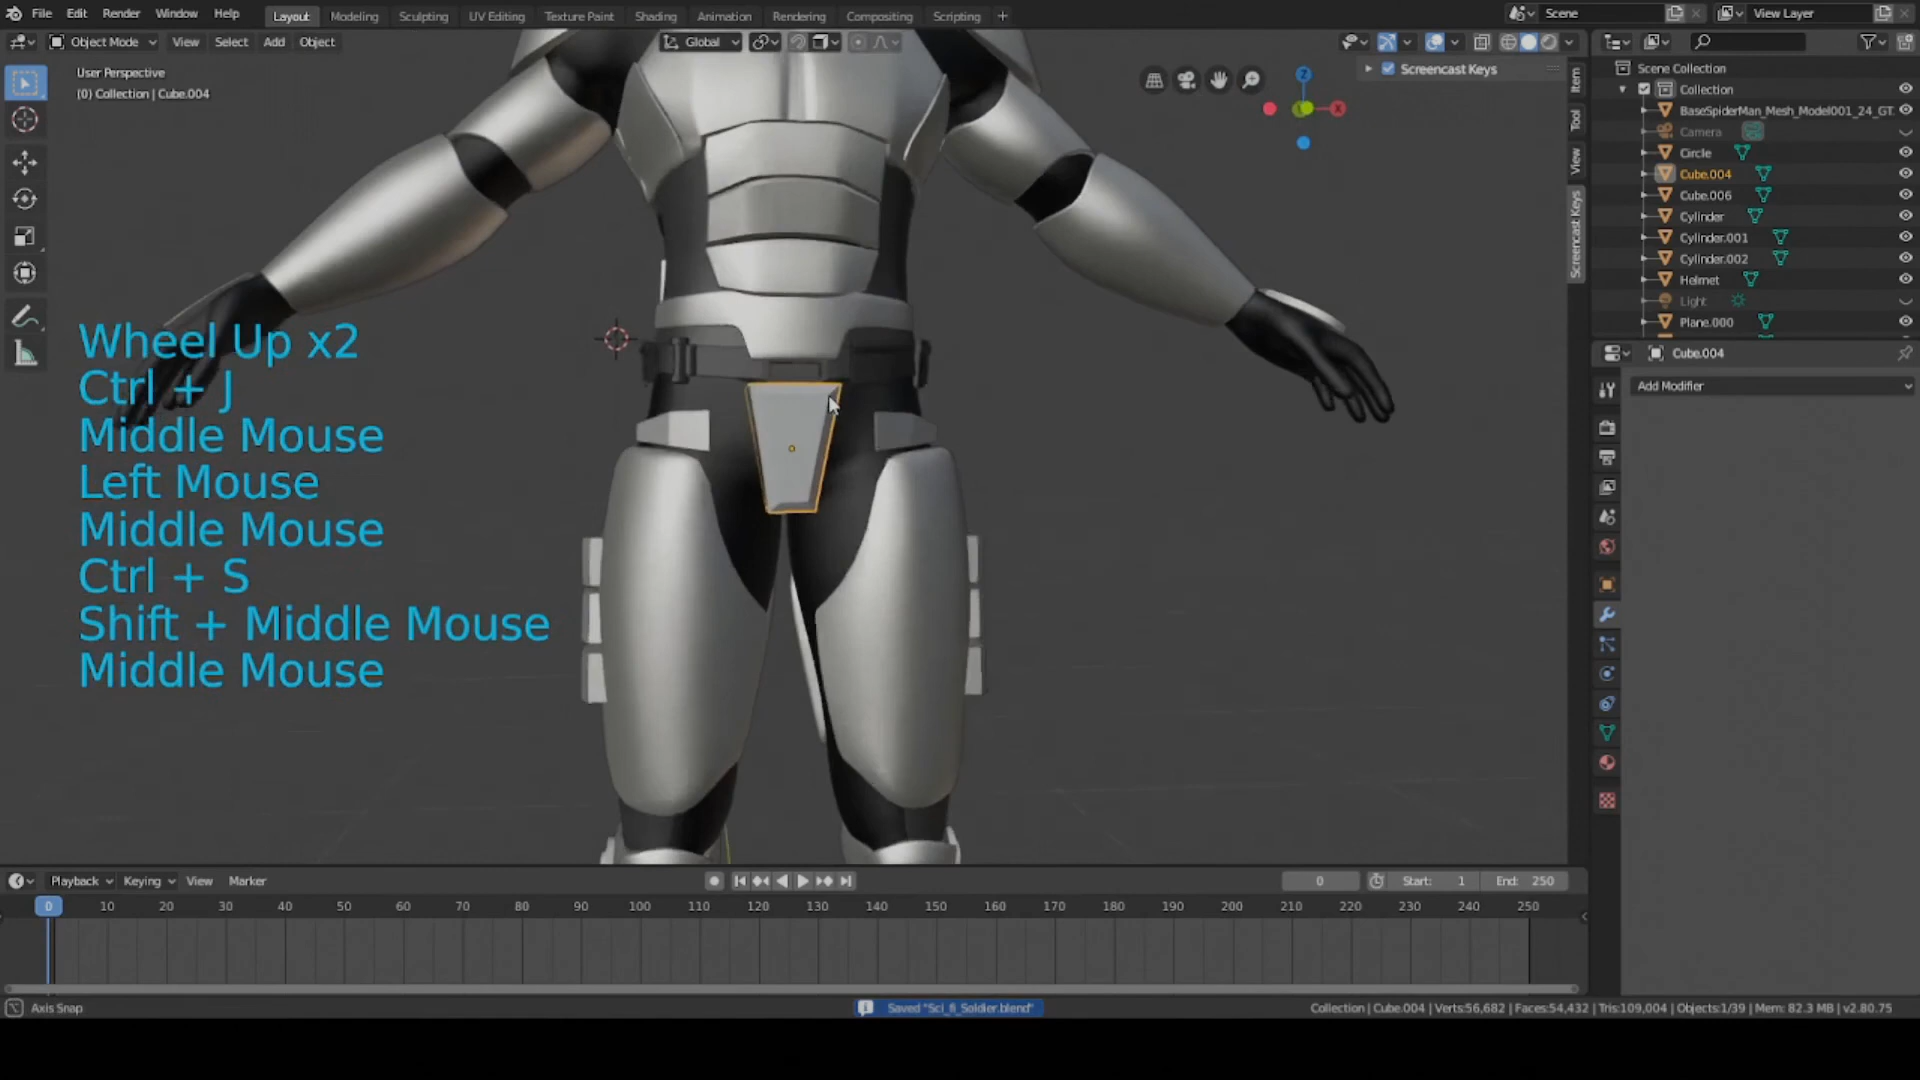 File Edit Render Window Help Layout Modeling Sculpting UV Editing Texture Paint Shading Animation Rendering Compositing Scripting + Scene View Layer
Object Mode View Select Add Object Global
User Perspective
(0) Collection | Cube.004
Screencast Keys
Item
Tool
View
Screencast Keys
Z
X
Scene Collection
Collection
BaseSpiderMan_Mesh_Model001_24_GT
Camera
Circle
Cube.004
Cube.006
Cylinder
Cylinder.001
Cylinder.002
Helmet
Light
Plane.000
Cube.004
Add Modifier
Wheel Up x2
Ctrl + J
Middle Mouse
Left Mouse
Middle Mouse
Ctrl + S
Shift + Middle Mouse
Middle Mouse
Playback Keying View Marker 0 Start: 1 End: 250
0 10 20 30 40 50 60 70 80 90 100 110 120 130 140 150 160 170 180 190 200 210 220 230 240 250
Axis Snap Saved "Sci_fi_Soldier.blend" Collection | Cube.004 | Verts:56,682 | Faces:54,432 | Tris:109,004 | Objects:1/39 | Mem: 82.3 MB | v2.80.75